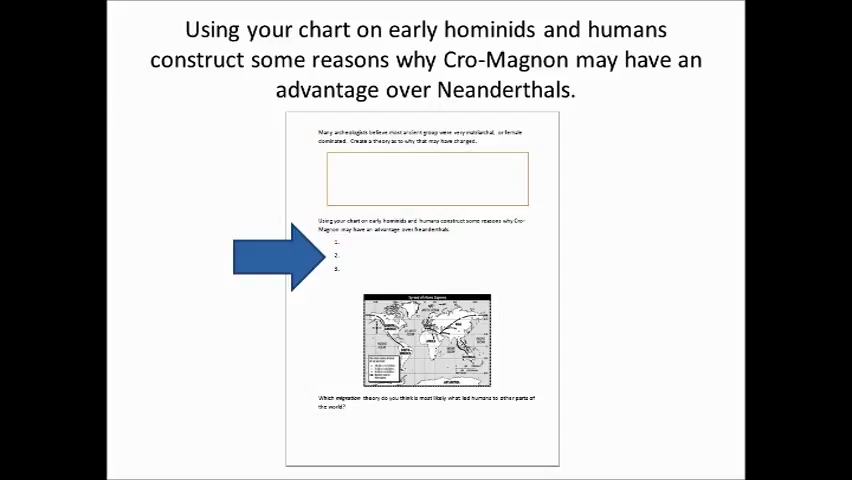 Using your chart on early hominids and humans
construct some reasons why Cro-Magnon may have an
advantage over Neanderthals.
Many archeologists believe most ancient group were very matriarchal, or female
dominated. Create a theory as to why that may have changed.
Using your chart on early hominids and humans construct some reasons why Cro-
Magnon may have an advantage over Neanderthals.
1.
2.
3.
Which migration theory do you think is most likely what led humans to other parts of
the world?